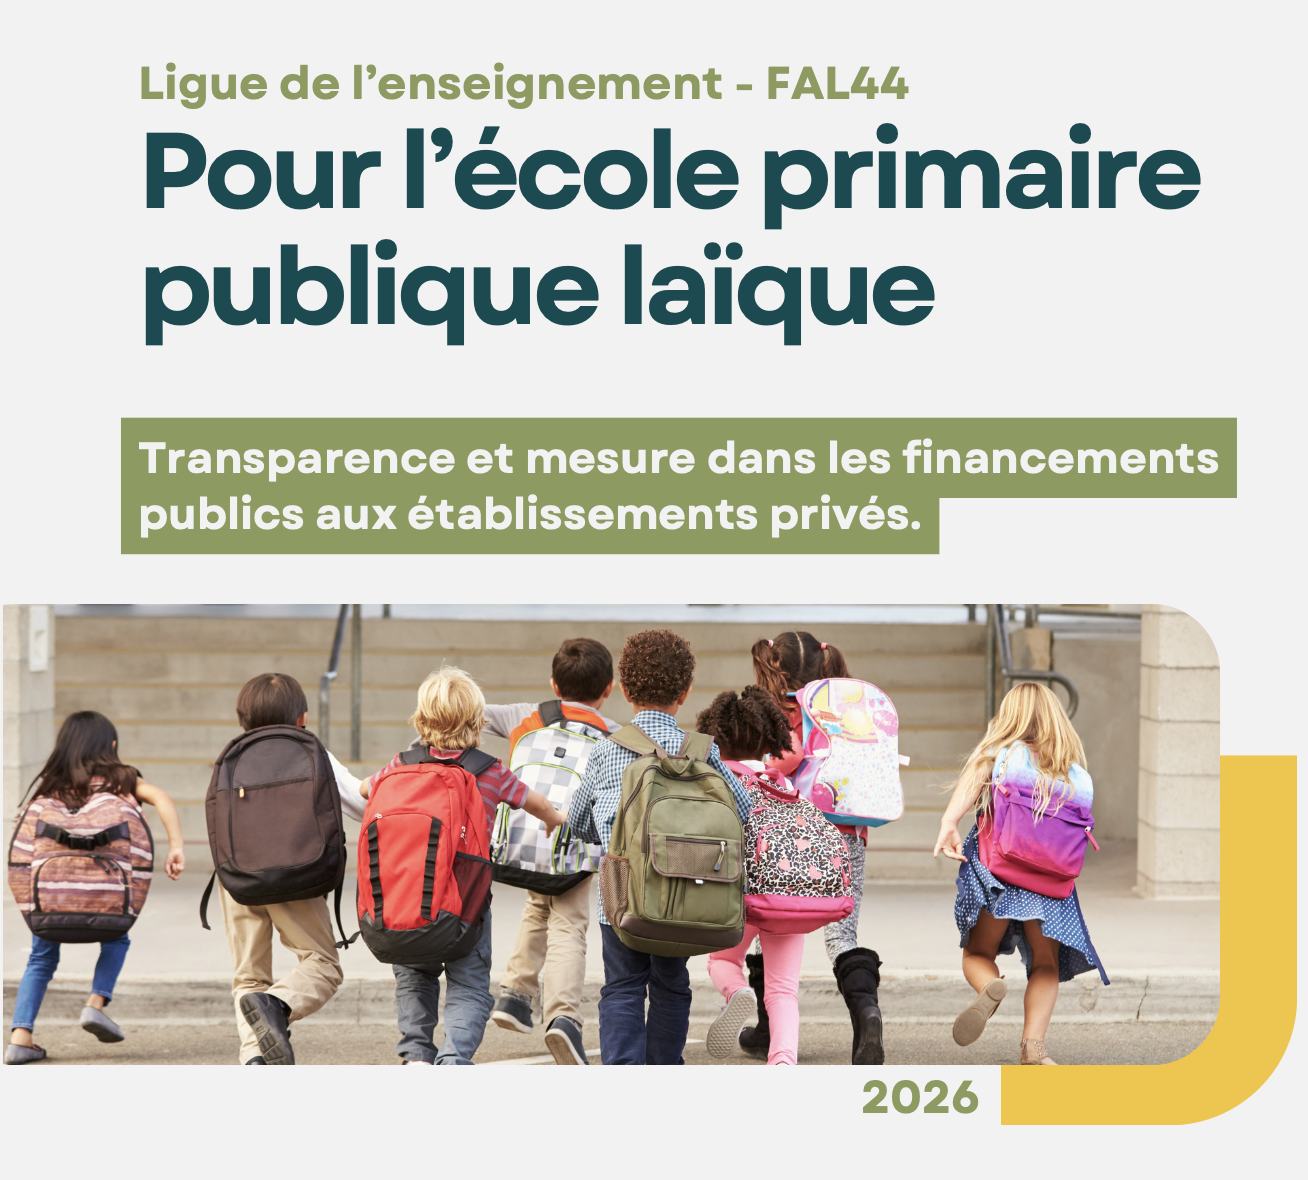 Ligue de l’enseignement - FAL44
Pour l’école primaire
publique laïque
Transparence et mesure dans les financements
publics aux établissements privés.
2026